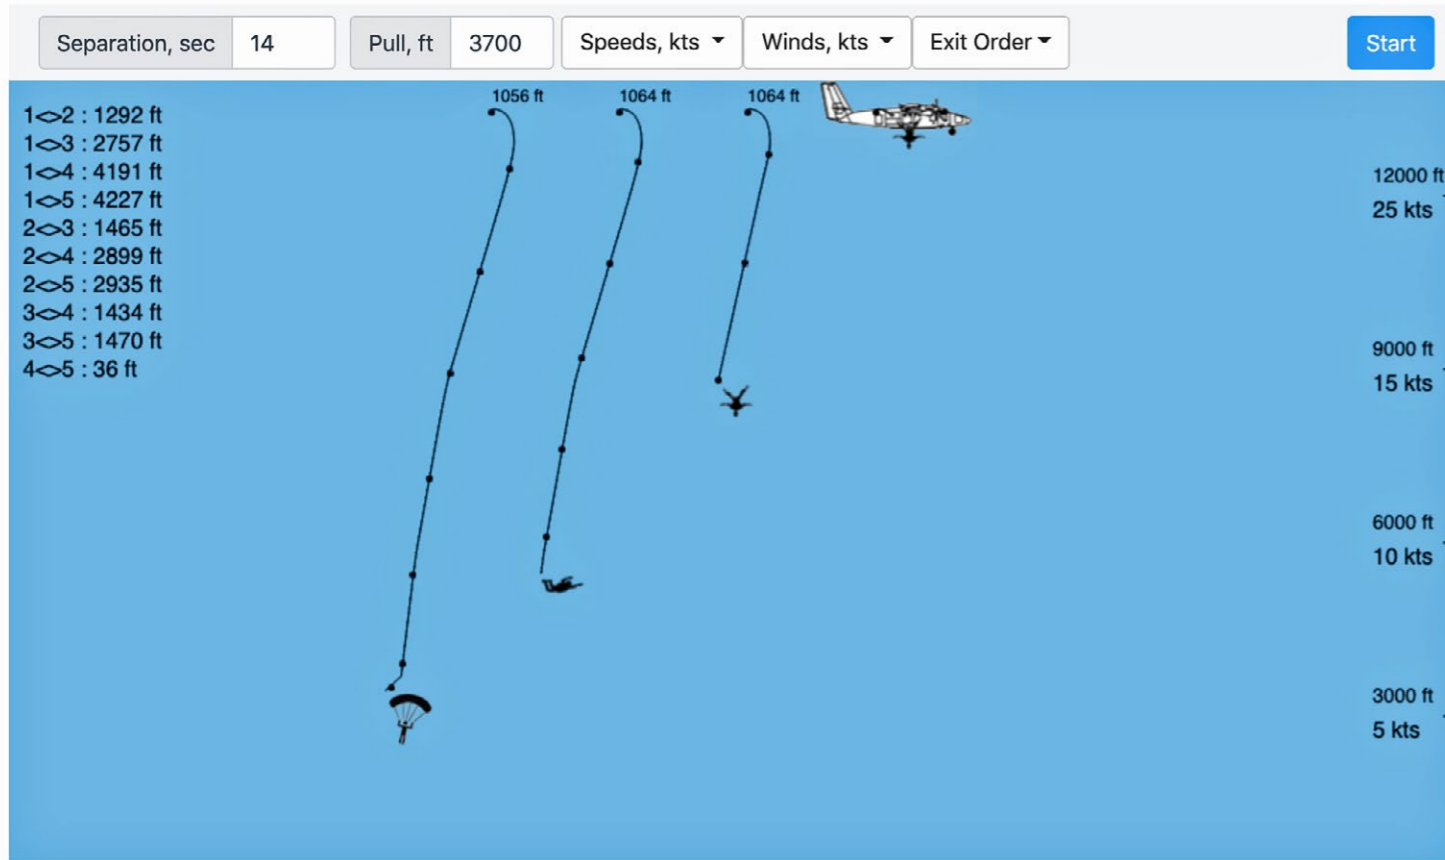 Separation, sec 14 Pull, ft 3700 Speeds, kts Winds, kts Exit Order Start
1056 ft 1064 ft 1064 ft
1<>2 : 1292 ft
1<>3 : 2757 ft
1<>4 : 4191 ft
1<>5 : 4227 ft
2<>3 : 1465 ft
2<>4 : 2899 ft
2<>5 : 2935 ft
3<>4 : 1434 ft
3<>5 : 1470 ft
4<>5 : 36 ft
12000 ft
25 kts
9000 ft
15 kts
6000 ft
10 kts
3000 ft
5 kts